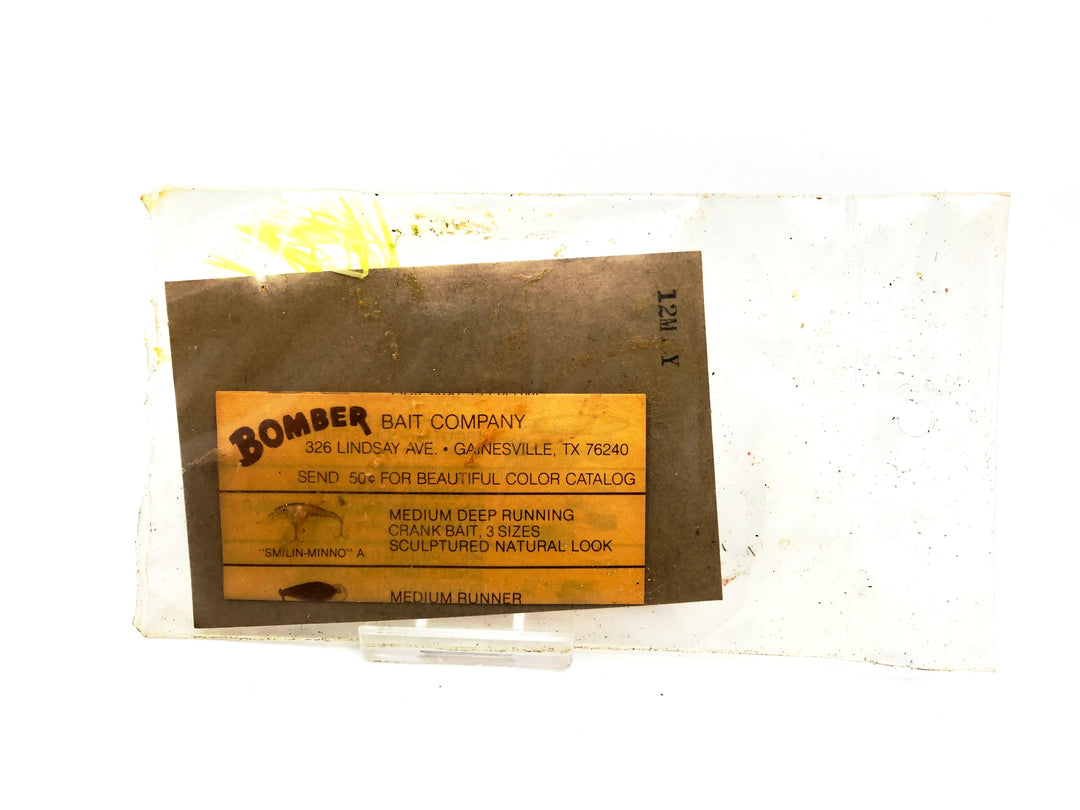 BOMBER BAIT COMPANY
326 LINDSAY AVE. • GAINESVILLE, TX 76240
SEND 50¢ FOR BEAUTIFUL COLOR CATALOG
MEDIUM DEEP RUNNING
CRANK BAIT, 3 SIZES
SCULPTURED NATURAL LOOK
"SMILIN-MINNO" A
MEDIUM RUNNER